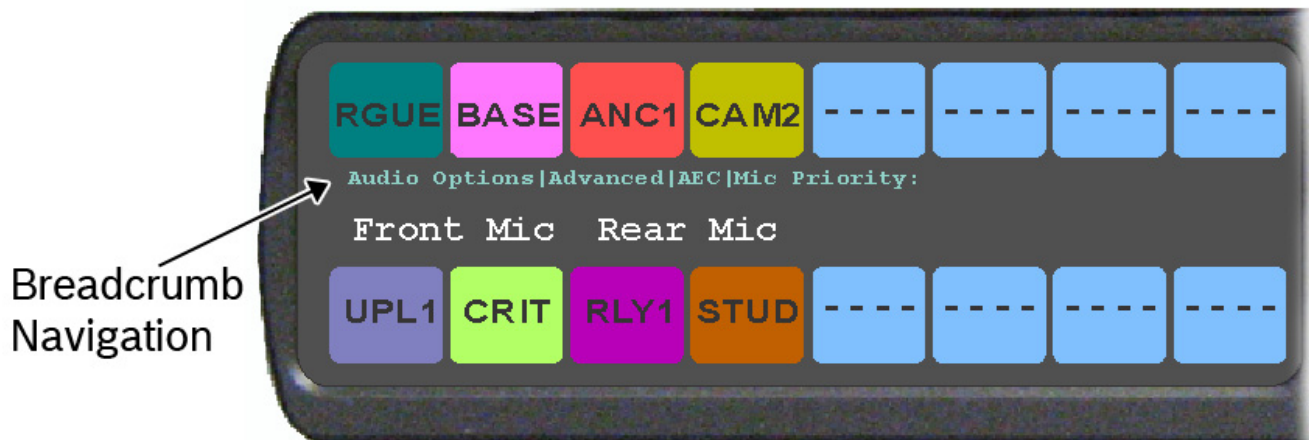 RGUE BASE ANC1 CAM2 ---- ---- ---- ----
Audio Options|Advanced|AEC|Mic Priority:
Front Mic Rear Mic
Breadcrumb
Navigation
UPL1 CRIT RLY1 STUD ---- ---- ---- ----